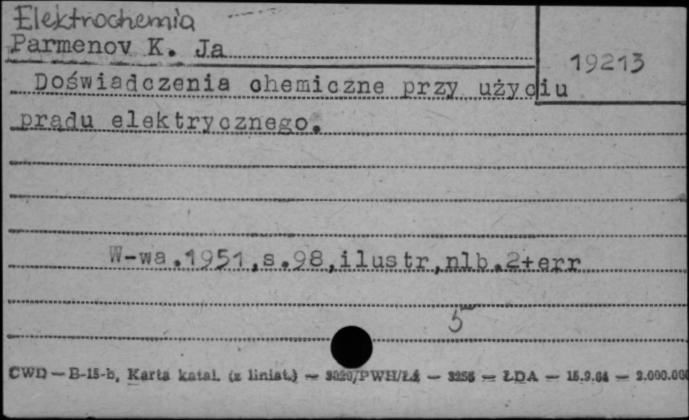 Elektrochemia
Parmenov K. Ja
19213
Doświadczenia chemiczne przy użyciu
prądu elektrycznego.
W-wa.1951,s.98,ilustr,nlb.2+err
5
CWD — B-15-b, Karta katal. (z liniat.) — 3020/PWH/Ł4 — 3256 — ŁDA — 15.9.64 — 2.000.000